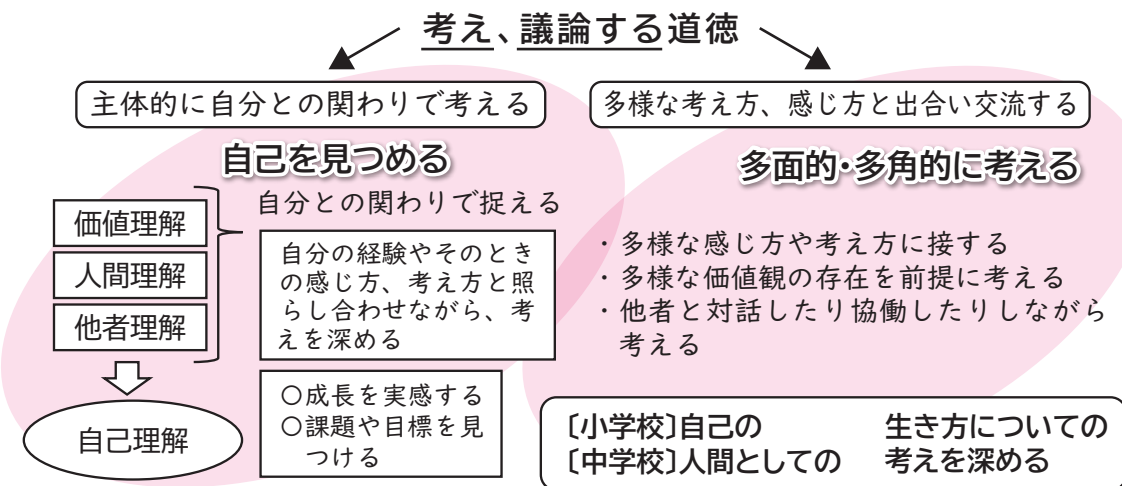 考え、議論する道徳
主体的に自分との関わりで考える
自己を見つめる
価値理解
人間理解
他者理解
自己理解
自分との関わりで捉える
自分の経験やそのとき
の感じ方、考え方と照
らし合わせながら、考
えを深める
○成長を実感する
○課題や目標を見
つける
多様な考え方、感じ方と出合い交流する
多面的・多角的に考える
・多様な感じ方や考え方に接する
・多様な価値観の存在を前提に考える
・他者と対話したり協働したりしながら
考える
〔小学校〕自己の 生き方についての
〔中学校〕人間としての 考えを深める